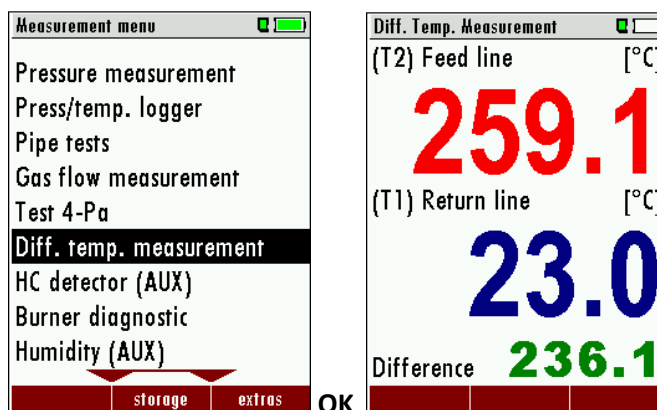 Measurement menu
Pressure measurement
Press/temp. logger
Pipe tests
Gas flow measurement
Test 4-Pa
Diff. temp. measurement
HC detector (AUX)
Burner diagnostic
Humidity (AUX)
storage extras
OK
Diff. Temp. Measurement
(T2) Feed line [°C]
259.1
(T1) Return line [°C]
23.0
Difference 236.1